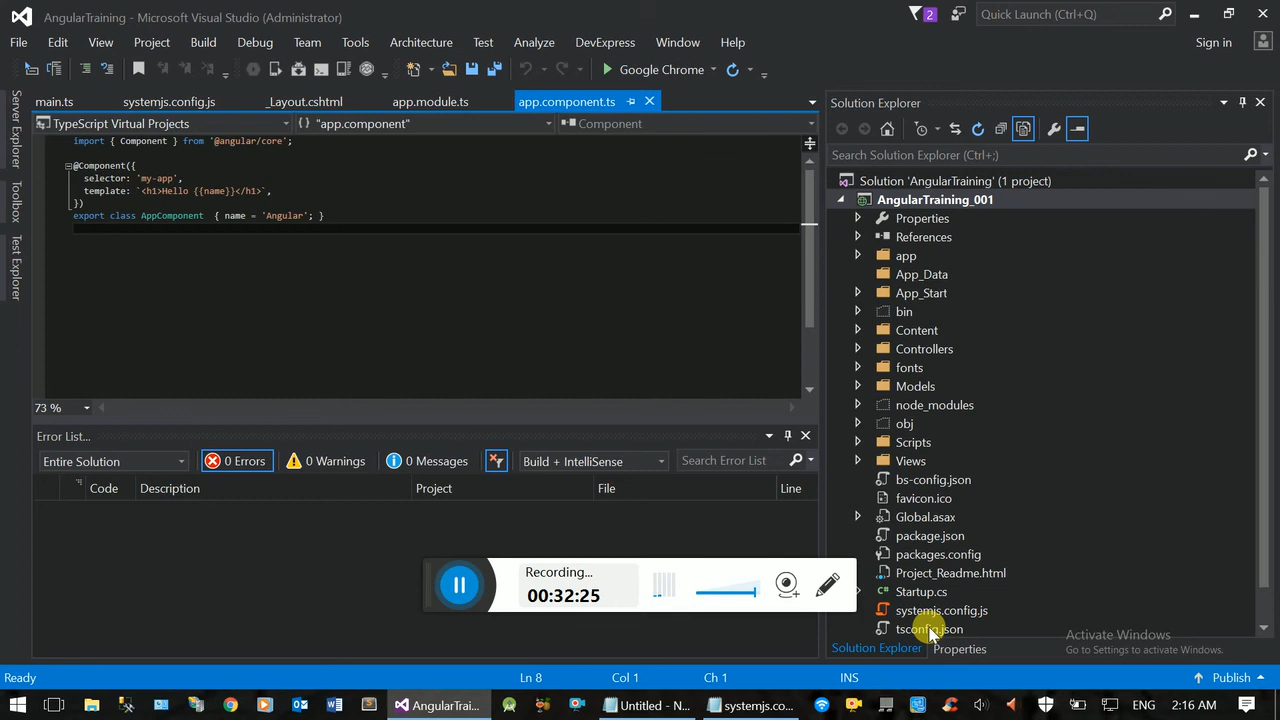 AngularTraining - Microsoft Visual Studio (Administrator)
2
Quick Launch (Ctrl+Q)
File Edit View Project Build Debug Team Tools Architecture Test Analyze DevExpress Window Help
Sign in
Google Chrome
Server Explorer
Toolbox
Test Explorer
main.ts systemjs.config.js _Layout.cshtml app.module.ts app.component.ts
TypeScript Virtual Projects {} "app.component" Component
import { Component } from '@angular/core';
@Component({
selector: 'my-app',
template: `<h1>Hello {{name}}</h1>`,
})
export class AppComponent { name = 'Angular'; }
73 %
Error List...
Entire Solution 0 Errors 0 Warnings 0 Messages Build + IntelliSense Search Error List
Code Description Project File Line
Recording...
00:32:25
Solution Explorer
Search Solution Explorer (Ctrl+;)
Solution 'AngularTraining' (1 project)
AngularTraining_001
Properties
References
app
App_Data
App_Start
bin
Content
Controllers
fonts
Models
node_modules
obj
Scripts
Views
bs-config.json
favicon.ico
Global.asax
package.json
packages.config
Project_Readme.html
Startup.cs
systemjs.config.js
tsconfig.json
Solution Explorer Properties
Activate Windows
Go to Settings to activate Windows.
Ready Ln 8 Col 1 Ch 1 INS Publish
AngularTrai... Untitled - N... systemjs.co... ENG 2:16 AM